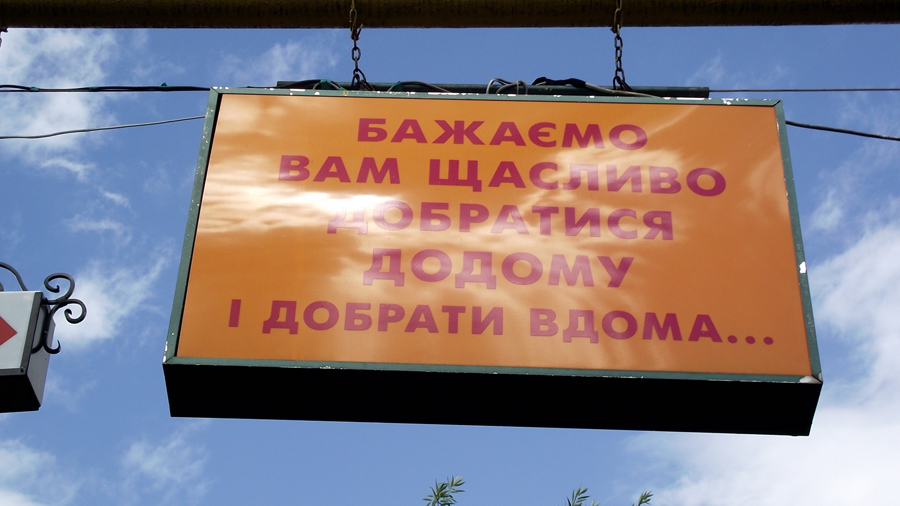 БАЖАЄМО
ВАМ ЩАСЛИВО
ДОБРАТИСЯ
ДОДОМУ
І ДОБРАТИ ВДОМА...